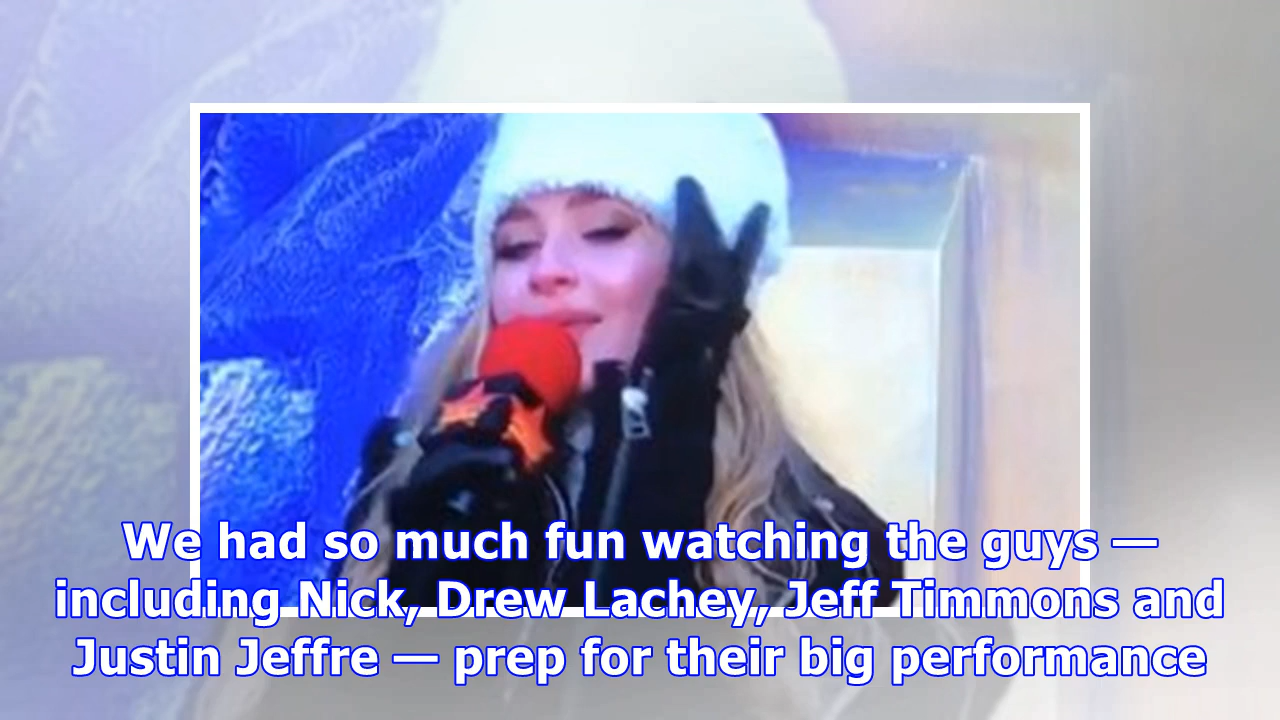 We had so much fun watching the guys —
including Nick, Drew Lachey, Jeff Timmons and
Justin Jeffre — prep for their big performance